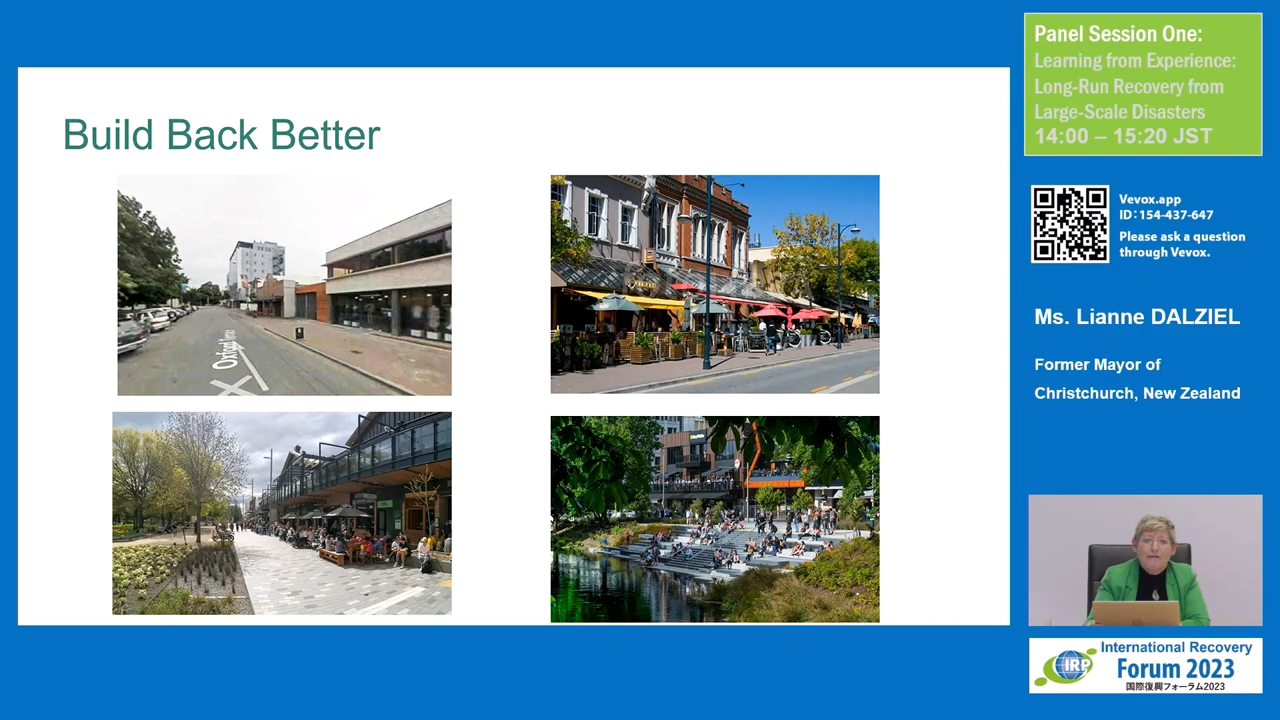 Build Back Better
Oxford Terrace
Panel Session One:
Learning from Experience:
Long-Run Recovery from
Large-Scale Disasters
14:00 – 15:20 JST
Vevox.app
ID:154-437-647
Please ask a question
through Vevox.
Ms. Lianne DALZIEL
Former Mayor of
Christchurch, New Zealand
IRP
International Recovery
Forum 2023
国際復興フォーラム2023